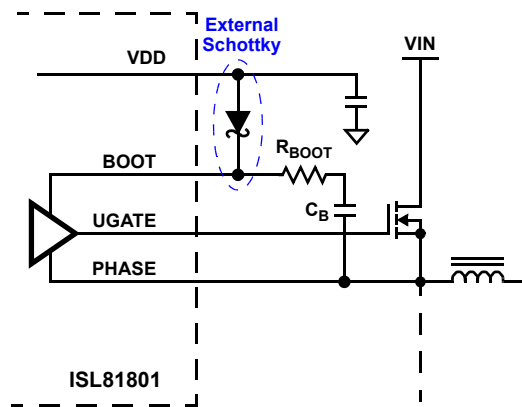 External
Schottky
VDD
VIN
BOOT
RBOOT
CB
UGATE
PHASE
ISL81801